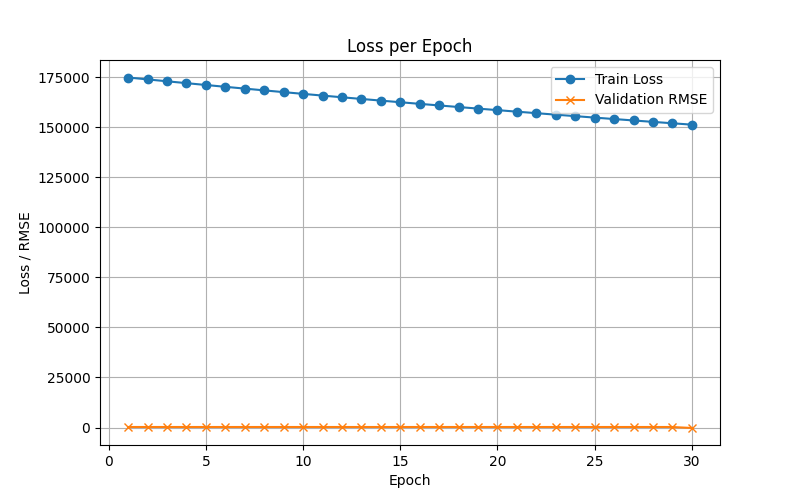 Loss per Epoch
Train Loss
Validation RMSE
175000
150000
125000
100000
75000
50000
25000
0
Loss / RMSE
0 5 10 15 20 25 30
Epoch